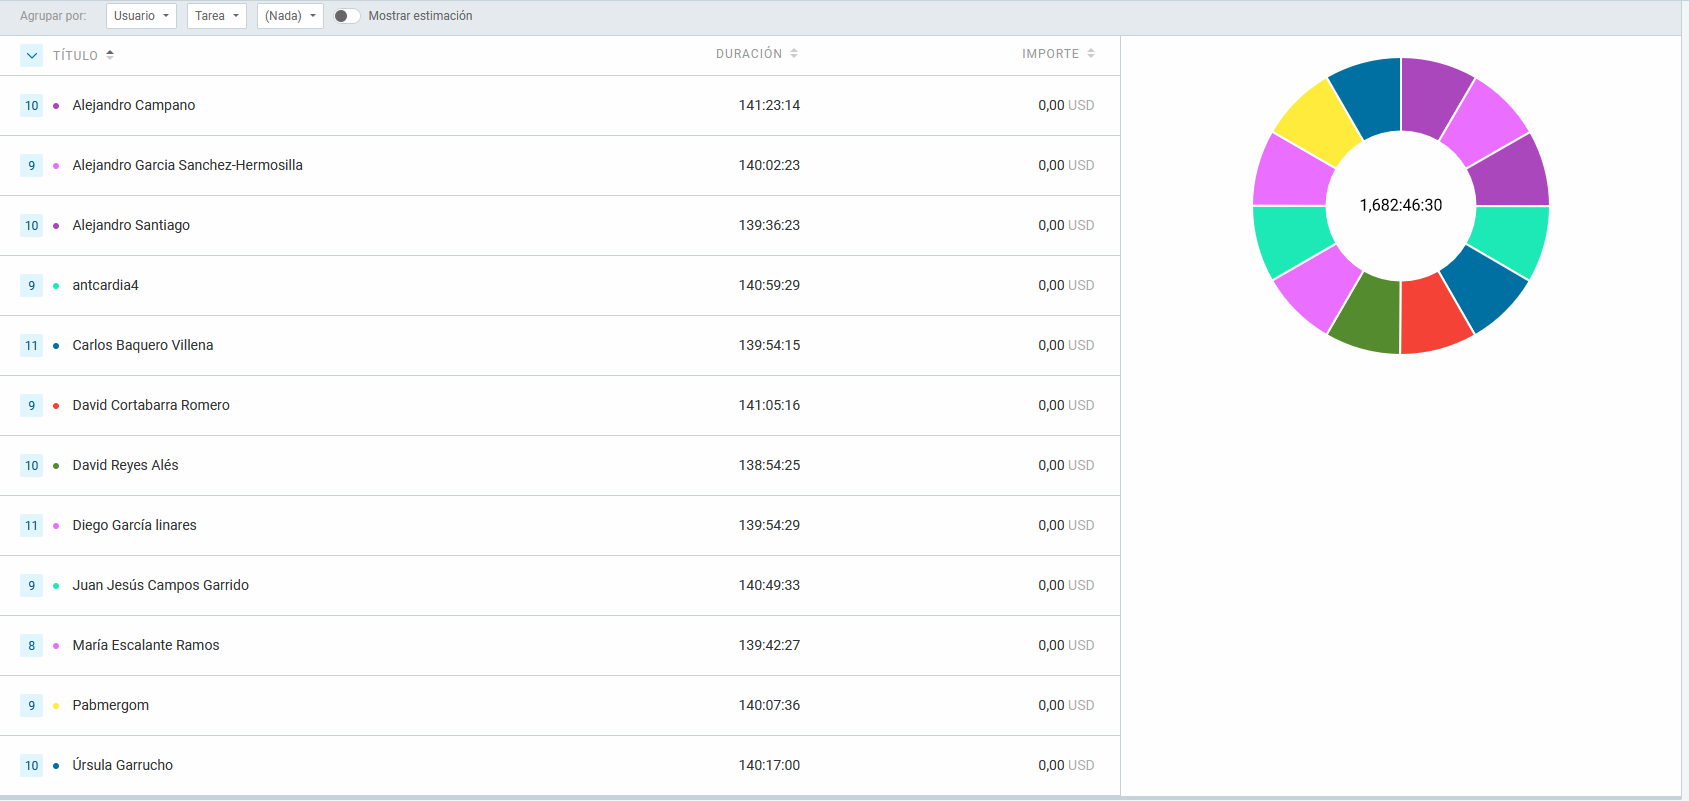 Agrupar por: Usuario Tarea (Nada) Mostrar estimación
TÍTULO DURACIÓN IMPORTE
10 Alejandro Campano 141:23:14 0,00 USD
9 Alejandro Garcia Sanchez-Hermosilla 140:02:23 0,00 USD
10 Alejandro Santiago 139:36:23 0,00 USD
9 antcardia4 140:59:29 0,00 USD
11 Carlos Baquero Villena 139:54:15 0,00 USD
9 David Cortabarra Romero 141:05:16 0,00 USD
10 David Reyes Alés 138:54:25 0,00 USD
11 Diego García linares 139:54:29 0,00 USD
9 Juan Jesús Campos Garrido 140:49:33 0,00 USD
8 María Escalante Ramos 139:42:27 0,00 USD
9 Pabmergom 140:07:36 0,00 USD
10 Úrsula Garrucho 140:17:00 0,00 USD
1,682:46:30